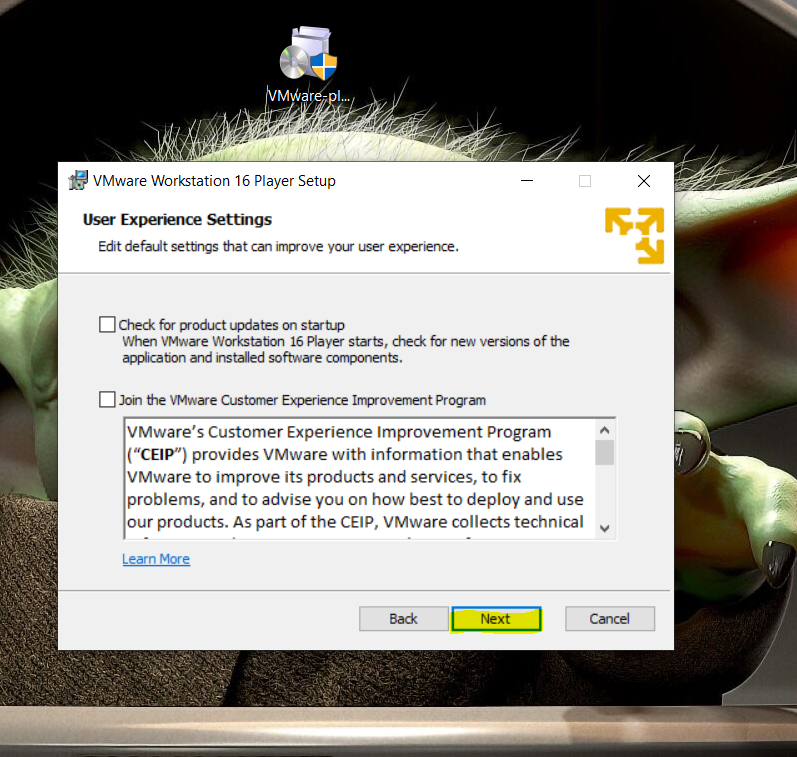 VMware-pl...
VMware Workstation 16 Player Setup
User Experience Settings
Edit default settings that can improve your user experience.
Check for product updates on startup
When VMware Workstation 16 Player starts, check for new versions of the
application and installed software components.
Join the VMware Customer Experience Improvement Program
VMware's Customer Experience Improvement Program
("CEIP") provides VMware with information that enables
VMware to improve its products and services, to fix
problems, and to advise you on how best to deploy and use
our products. As part of the CEIP, VMware collects technical
Learn More
Back
Next
Cancel